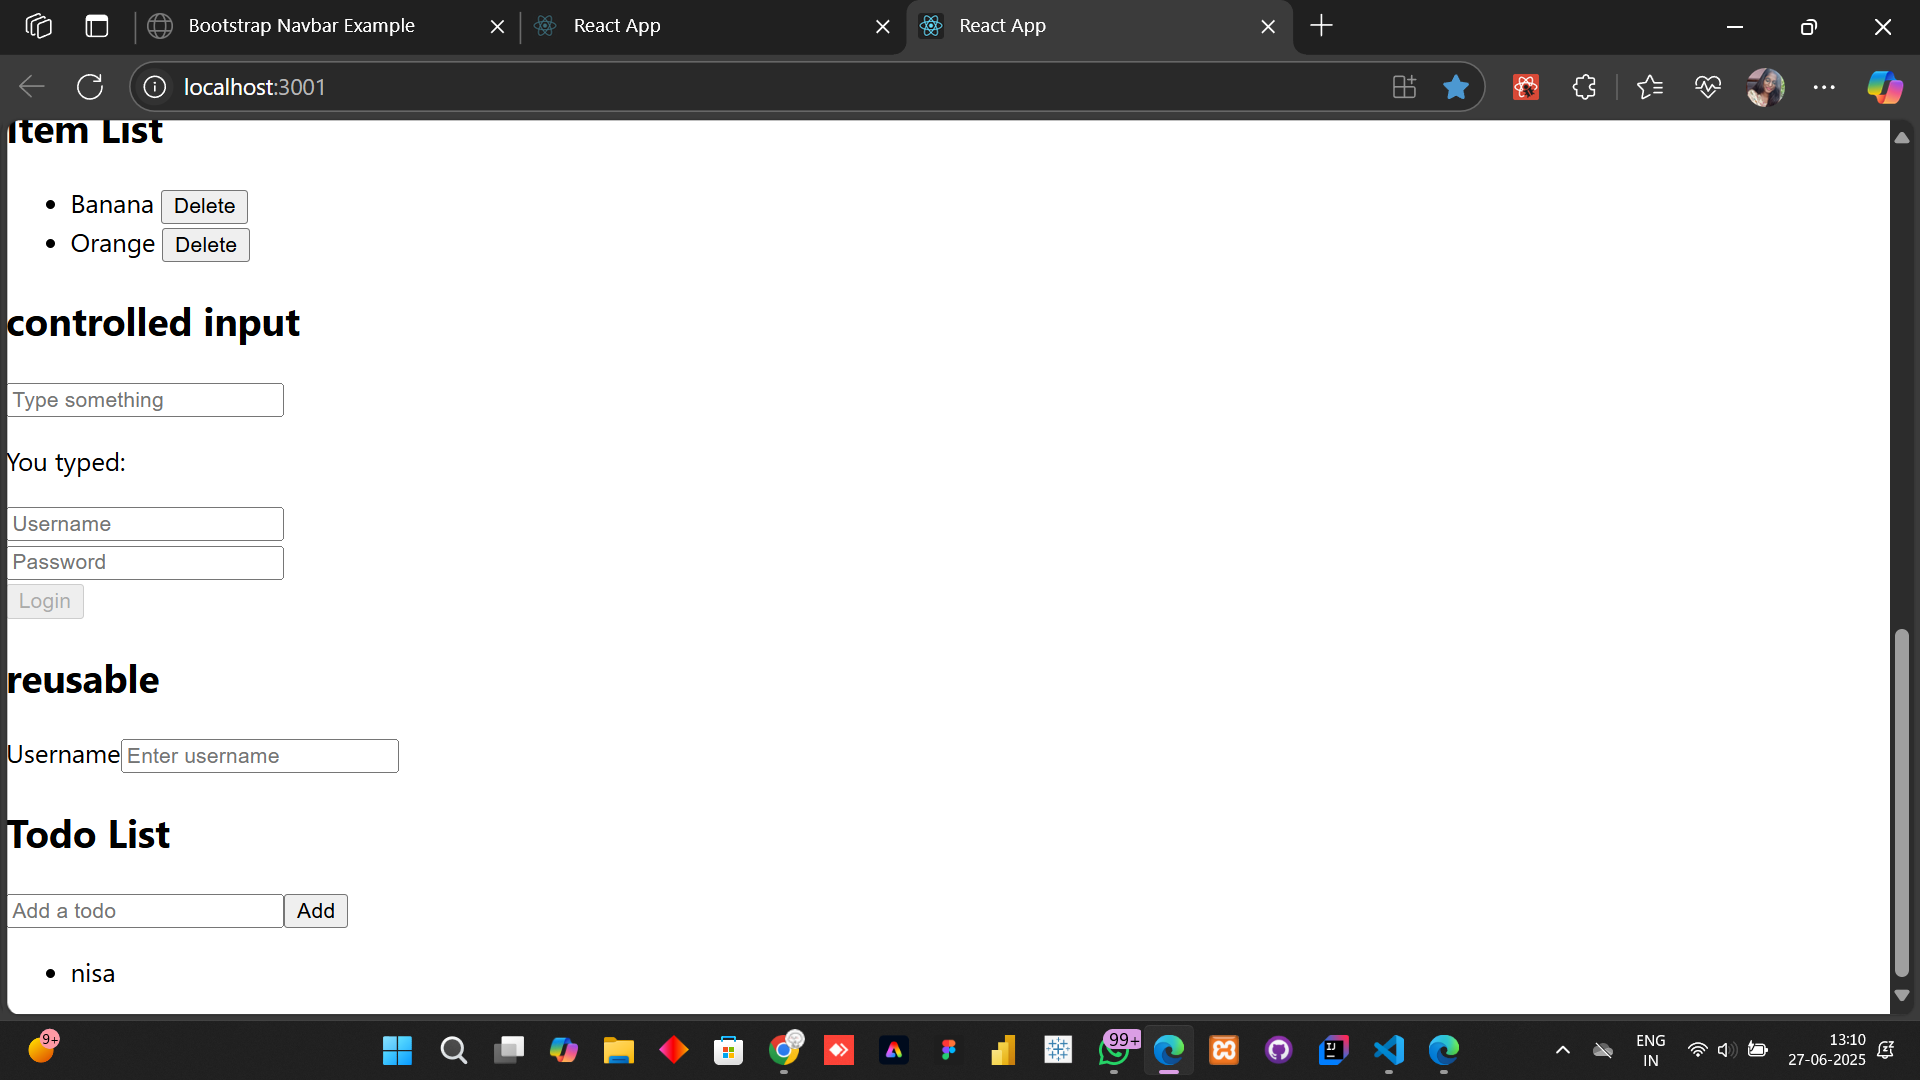 Bootstrap Navbar Example
React App
React App
localhost:3001
Item List
Banana Delete
Orange Delete
controlled input
Type something
You typed:
Username
Password
Login
reusable
Username Enter username
Todo List
Add a todo Add
nisa
9+
99+
IJ
ENG
IN
13:10
27-06-2025